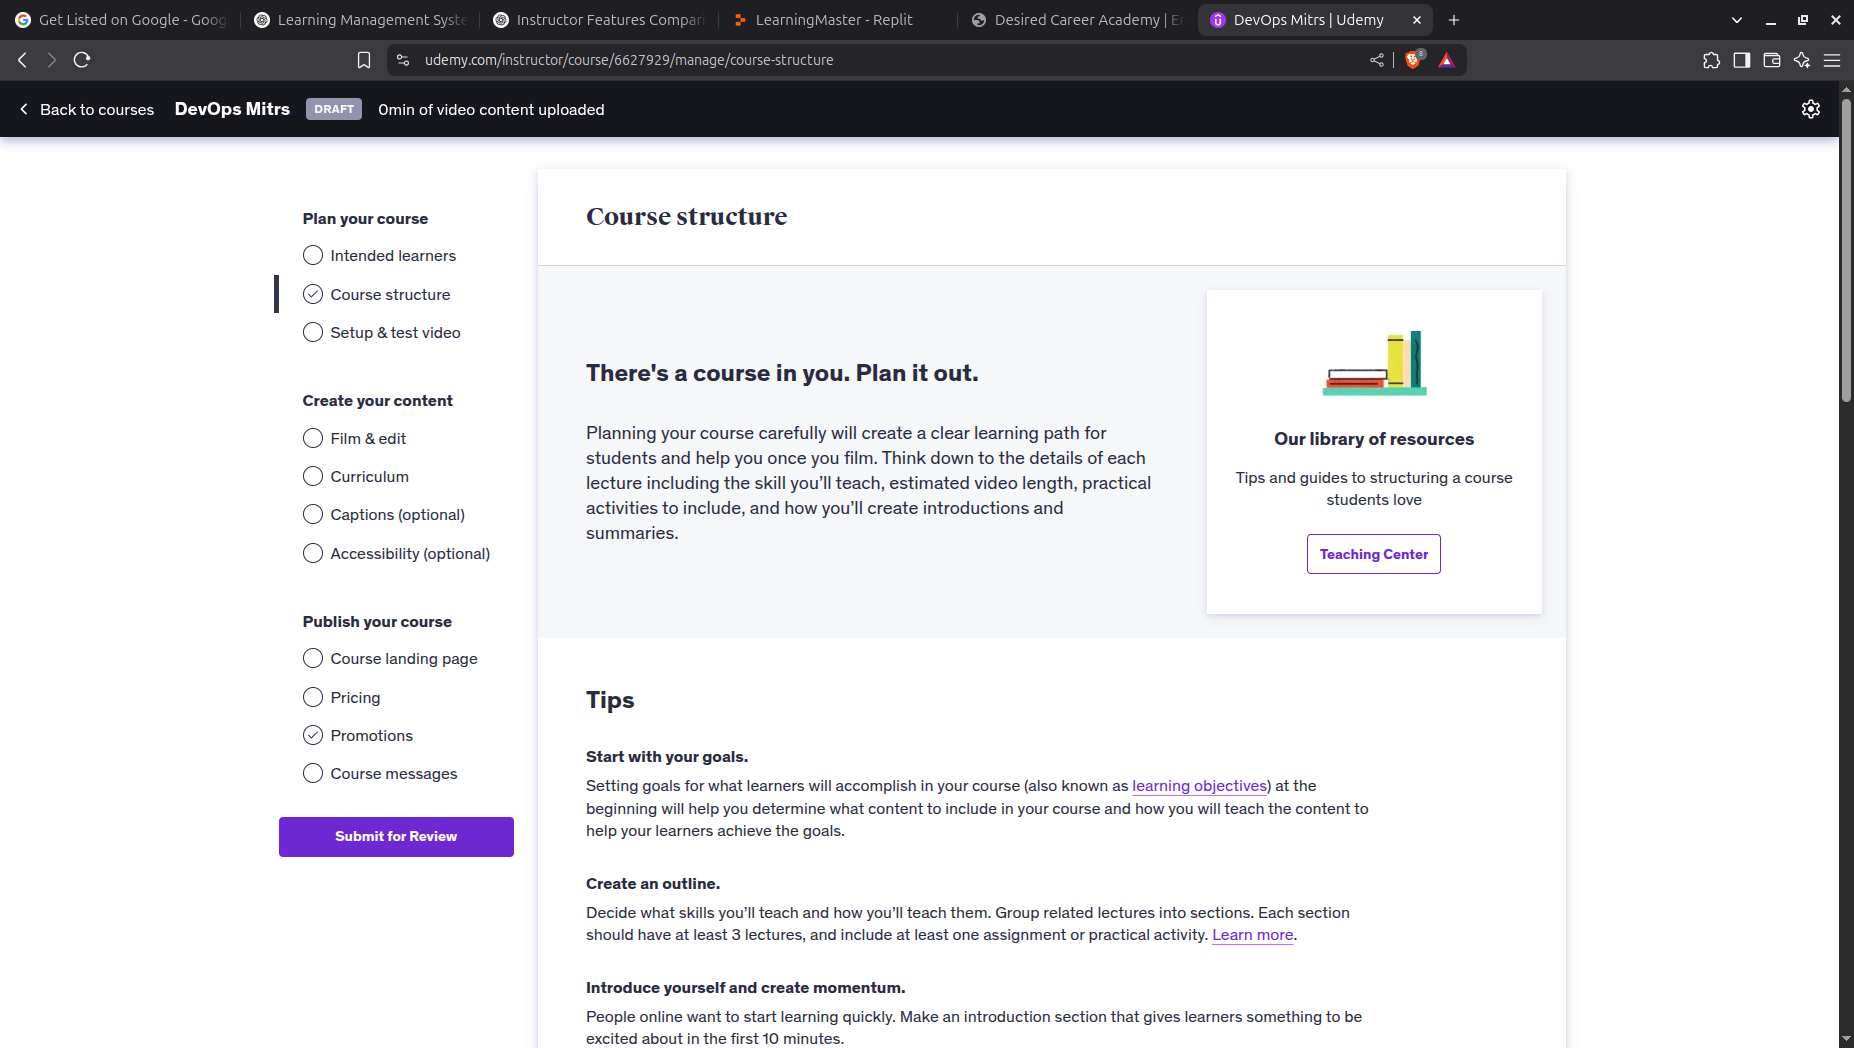 Get Listed on Google - Goog
Learning Management Syste
Instructor Features Compari
LearningMaster - Replit
Desired Career Academy | En
DevOps Mitrs | Udemy
udemy.com/instructor/course/6627929/manage/course-structure
8
Back to courses
DevOps Mitrs
DRAFT
0min of video content uploaded
Plan your course
Intended learners
Course structure
Setup & test video
Create your content
Film & edit
Curriculum
Captions (optional)
Accessibility (optional)
Publish your course
Course landing page
Pricing
Promotions
Course messages
Submit for Review
Course structure
There's a course in you. Plan it out.
Planning your course carefully will create a clear learning path for
students and help you once you film. Think down to the details of each
lecture including the skill you’ll teach, estimated video length, practical
activities to include, and how you’ll create introductions and
summaries.
Our library of resources
Tips and guides to structuring a course
students love
Teaching Center
Tips
Start with your goals.
Setting goals for what learners will accomplish in your course (also known as learning objectives) at the
beginning will help you determine what content to include in your course and how you will teach the content to
help your learners achieve the goals.
Create an outline.
Decide what skills you’ll teach and how you’ll teach them. Group related lectures into sections. Each section
should have at least 3 lectures, and include at least one assignment or practical activity. Learn more.
Introduce yourself and create momentum.
People online want to start learning quickly. Make an introduction section that gives learners something to be
excited about in the first 10 minutes.